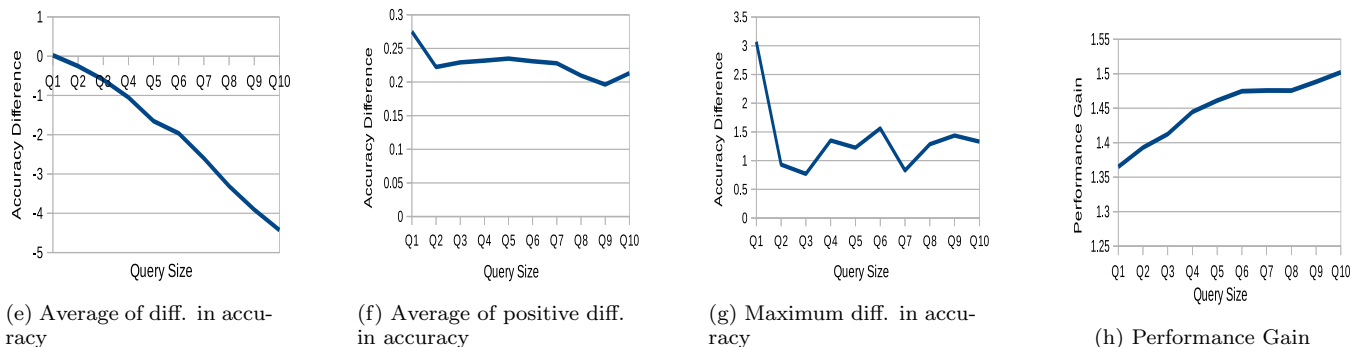 1
0
-1
-2
-3
-4
-5
Accuracy Difference
Q1 Q2 Q3 Q4 Q5 Q6 Q7 Q8 Q9 Q10
Query Size
(e) Average of diff. in accu-
racy
0.3
0.25
0.2
0.15
0.1
0.05
0
Accuracy Difference
Q1 Q2 Q3 Q4 Q5 Q6 Q7 Q8 Q9 Q10
Query Size
(f) Average of positive diff.
in accuracy
3.5
3
2.5
2
1.5
1
0.5
0
Accuracy Difference
Q1 Q2 Q3 Q4 Q5 Q6 Q7 Q8 Q9 Q10
Query Size
(g) Maximum diff. in accu-
racy
1.55
1.5
1.45
1.4
1.35
1.3
1.25
Performance Gain
Q1 Q2 Q3 Q4 Q5 Q6 Q7 Q8 Q9 Q10
Query Size
(h) Performance Gain